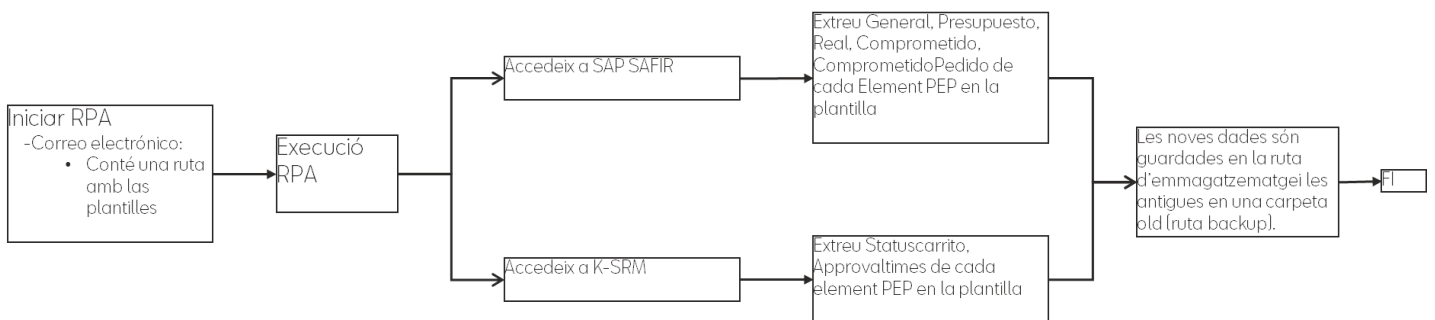 Iniciar RPA
-Correo electrónico:
• Conté una ruta
amb las
plantilles
Execució
RPA
Accedeix a SAP SAFIR
Extreu General, Presupuesto,
Real, Comprometido,
ComprometidoPedido de
cada Element PEP en la
plantilla
Accedeix a K-SRM
Extreu Statuscarrito,
Approvaltimes de cada
element PEP en la plantilla
Les noves dades són
guardades en la ruta
d'emmagatzematgei les
antigues en una carpeta
old (ruta backup).
FI